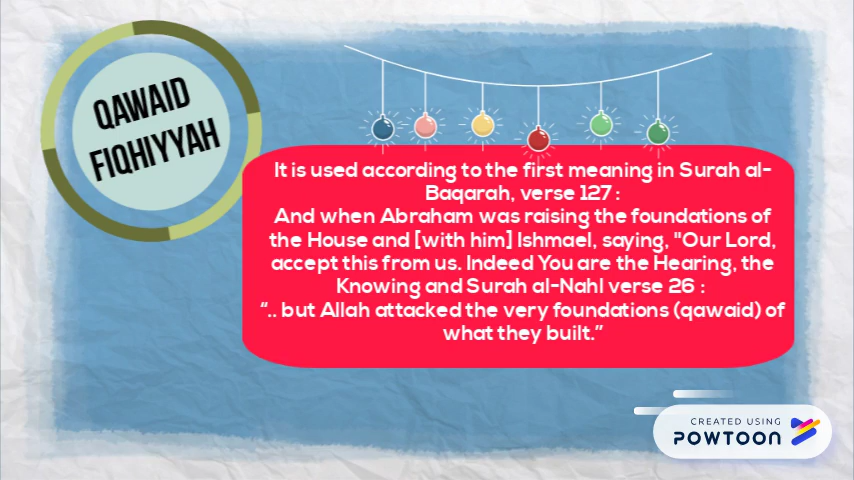 QAWAID
FIQHIYYAH
It is used according to the first meaning in Surah al-
Baqarah, verse 127 :
And when Abraham was raising the foundations of
the House and [with him] Ishmael, saying, "Our Lord,
accept this from us. Indeed You are the Hearing, the
Knowing and Surah al-Nahl verse 26 :
“.. but Allah attacked the very foundations (qawaid) of
what they built.”
CREATED USING
POWTOON